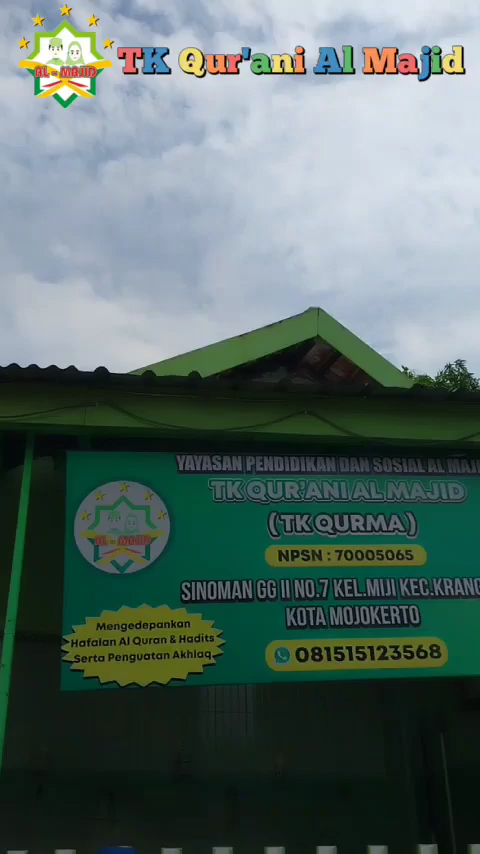 AL-MAJID
TK Qur'ani Al Majid
YAYASAN PENDIDIKAN DAN SOSIAL AL MAJI
TK QUR'ANI AL MAJID
(TK QURMA)
NPSN : 70005065
AL-MAJID
SINOMAN GG II NO.7 KEL.MIJI KEC.KRANG
KOTA MOJOKERTO
Mengedepankan
Hafalan Al Quran & Hadits
Serta Penguatan Akhlaq
081515123568